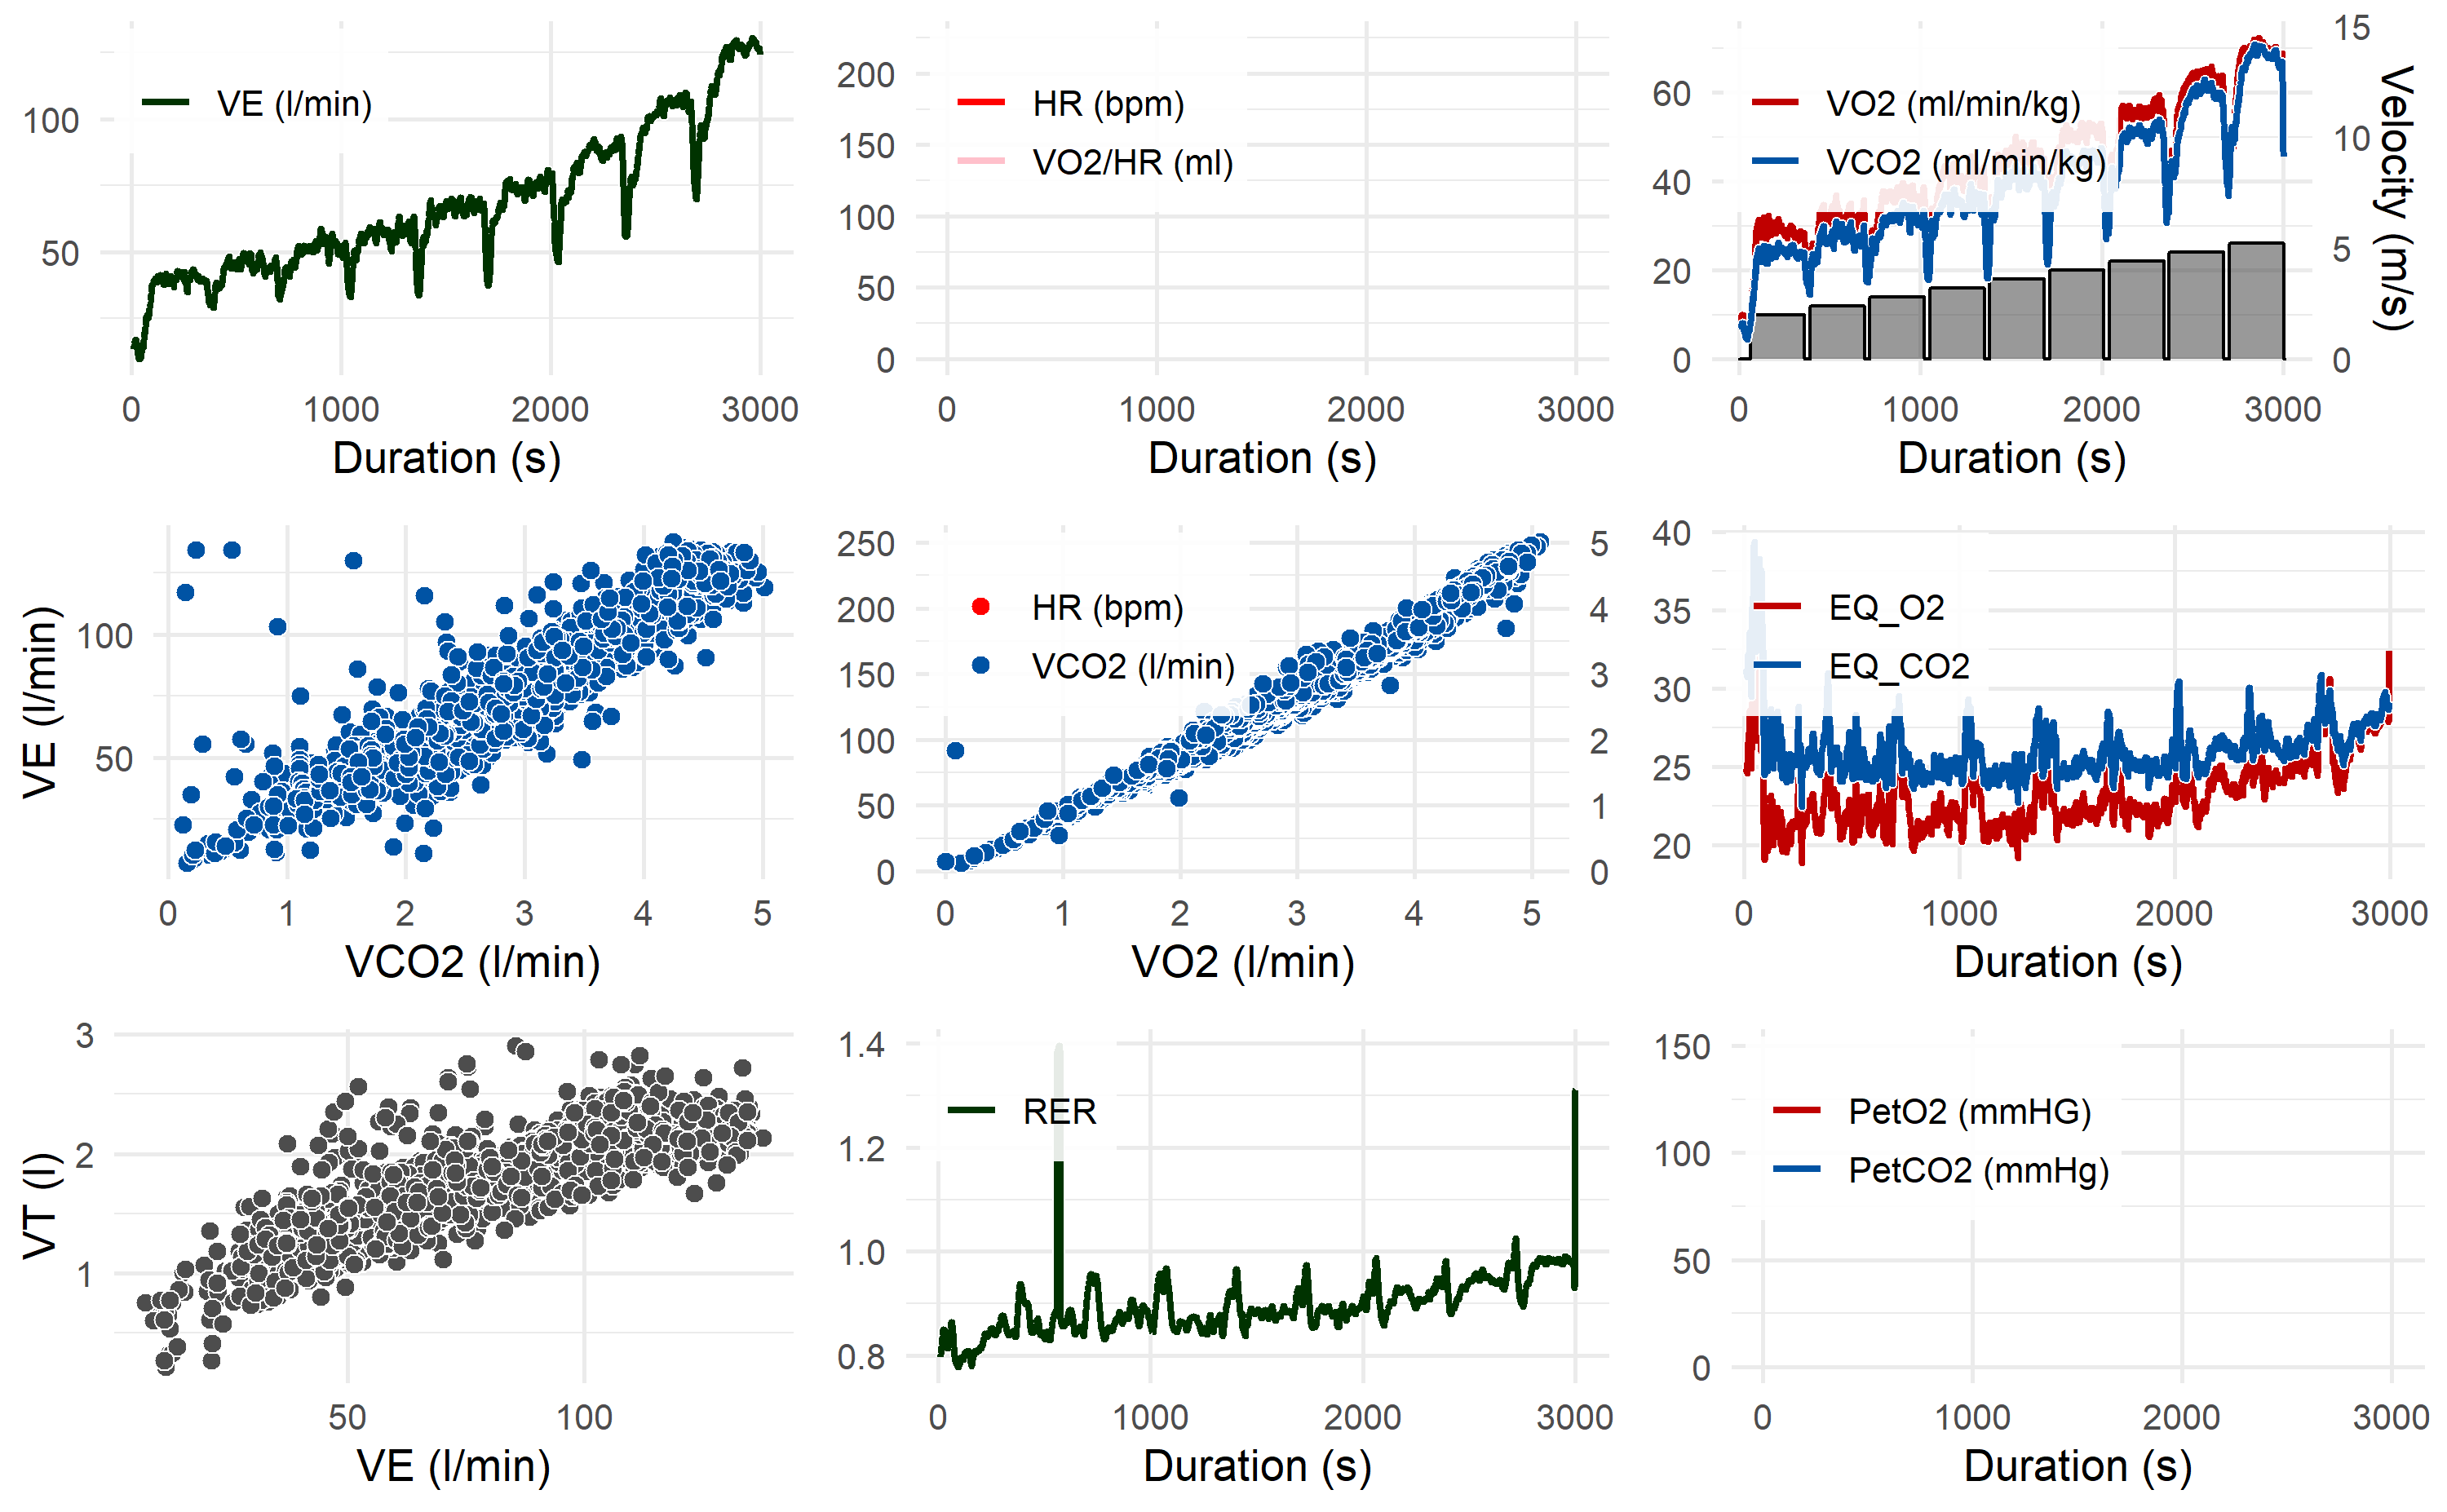 VE (l/min)
100
50
0 1000 2000 3000
Duration (s)
HR (bpm)
VO2/HR (ml)
200
150
100
50
0
0 1000 2000 3000
Duration (s)
VO2 (ml/min/kg)
VCO2 (ml/min/kg)
60
40
20
0
15
10
5
0
Velocity (m/s)
0 1000 2000 3000
Duration (s)
VE (l/min)
100
50
0 1 2 3 4 5
VCO2 (l/min)
HR (bpm)
VCO2 (l/min)
250
200
150
100
50
0
5
4
3
2
1
0
0 1 2 3 4 5
VO2 (l/min)
EQ_O2
EQ_CO2
40
35
30
25
20
0 1000 2000 3000
Duration (s)
VT (l)
3
2
1
50 100
VE (l/min)
RER
1.4
1.2
1.0
0.8
0 1000 2000 3000
Duration (s)
PetO2 (mmHG)
PetCO2 (mmHg)
150
100
50
0
0 1000 2000 3000
Duration (s)